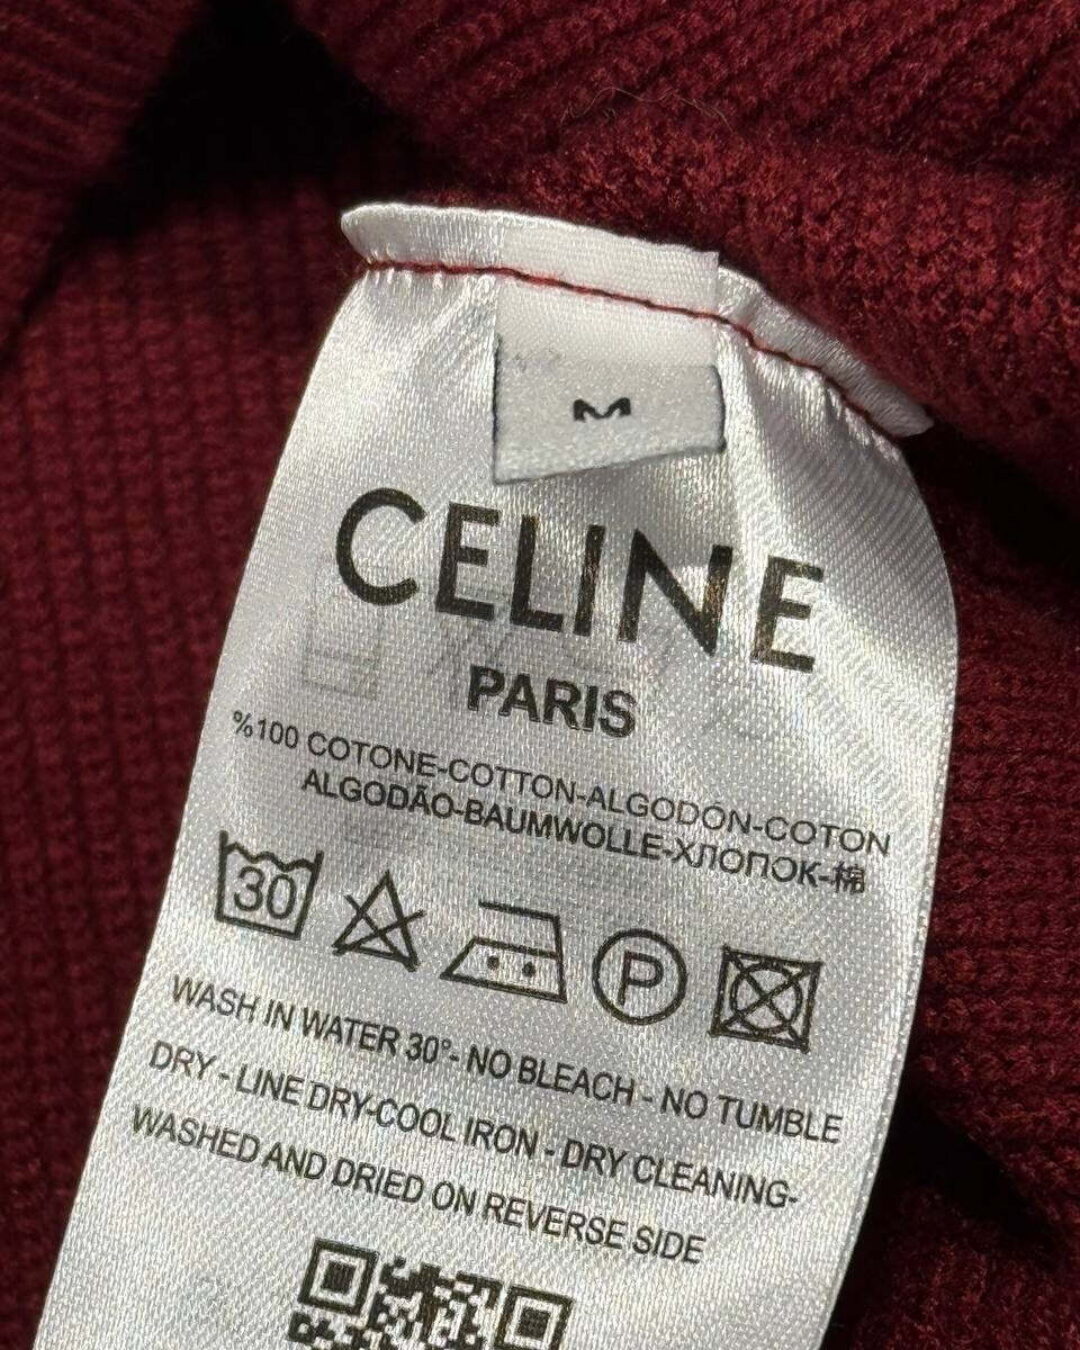 M
CELINE
PARIS
%100 COTONE-COTTON-ALGODÓN-COTON
ALGODÃO-BAUMWOLLE-ХЛОПОК-棉
30
P
WASH IN WATER 30°- NO BLEACH - NO TUMBLE
DRY - LINE DRY-COOL IRON - DRY CLEANING-
WASHED AND DRIED ON REVERSE SIDE